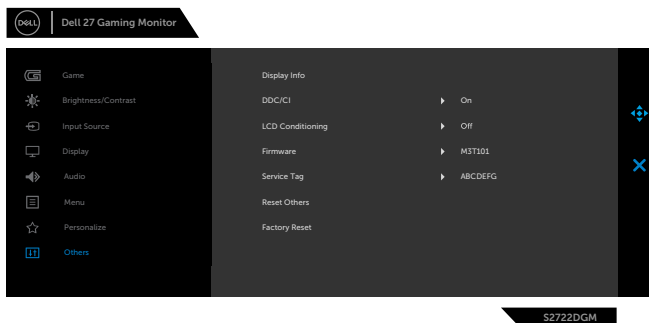 DELL
Dell 27 Gaming Monitor
Game
Display Info
Brightness/Contrast
DDC/CI
On
Input Source
LCD Conditioning
Off
Display
Firmware
M3T101
Audio
Service Tag
ABCDEFG
Menu
Reset Others
Personalize
Factory Reset
Others
S2722DGM